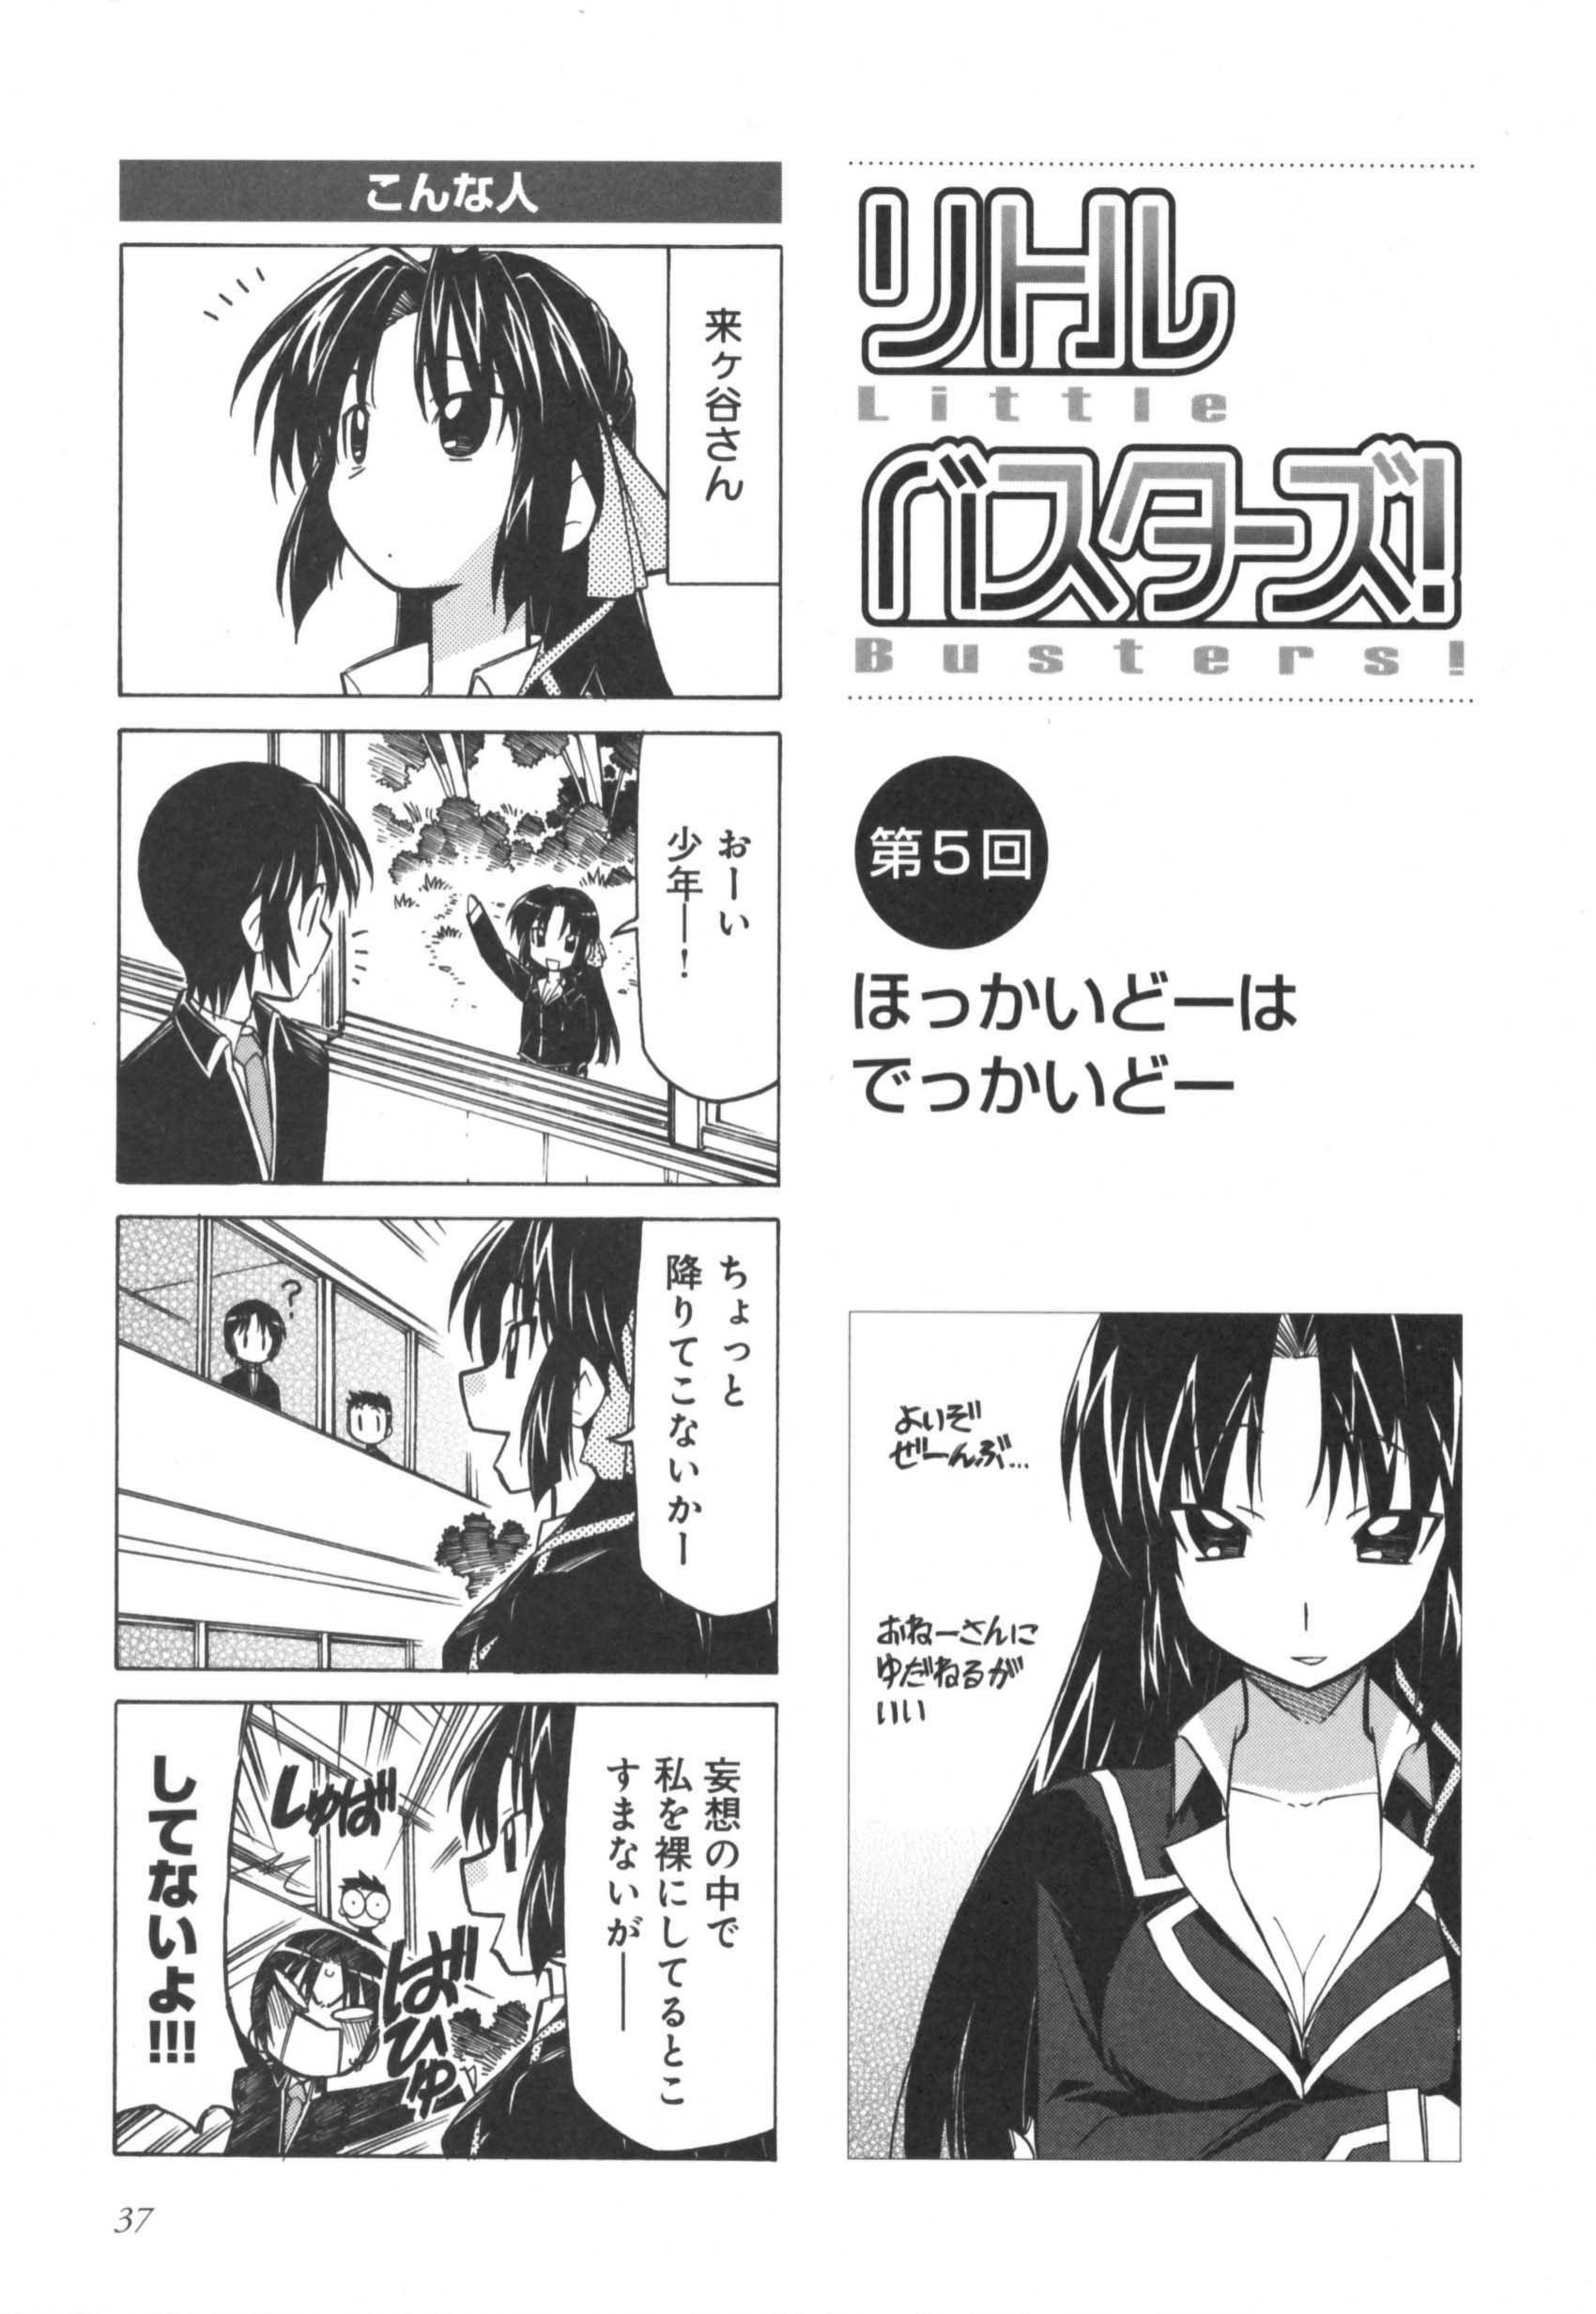 リトル
Little
バスターズ!
Busters!
第5回
ほっかいどーは
でっかいどー
よいぞ
ぜーんぶ…
おねーさんに
ゆだねるが
いい
こんな人
来ヶ谷さん
おーい
少年ー!
ちょっと
降りてこないかー
?
妄想の中で
私を裸にしてるとこ
すまないが――
しゅばっ
ばひゅ
してないよ!!!
37